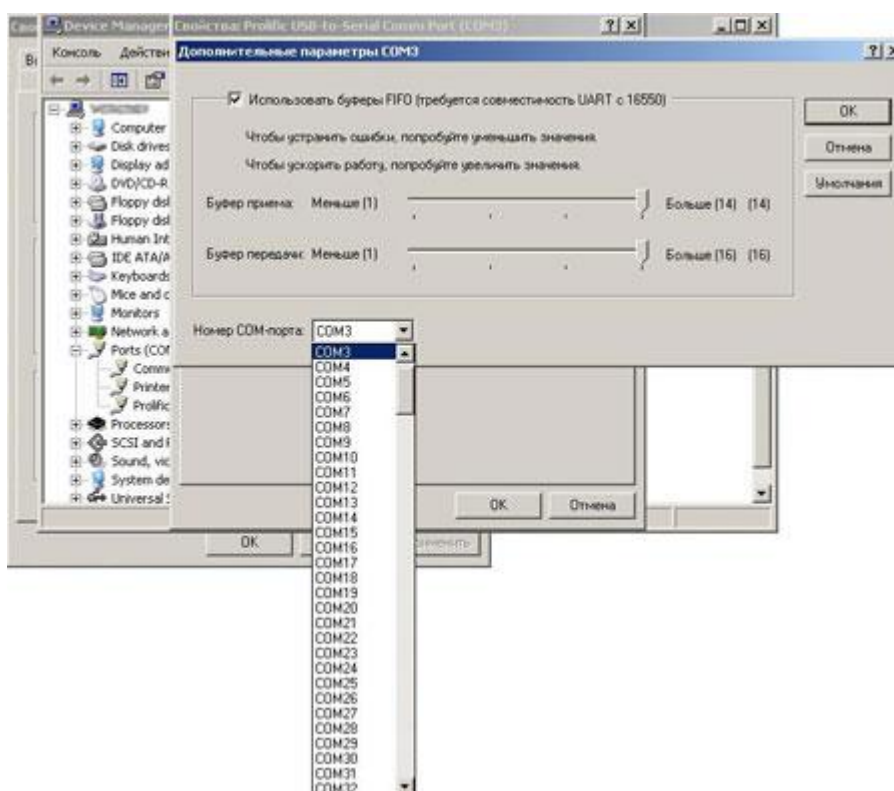 Device Manager
Свойства: Prolific USB-to-Serial Comm Port (COM3)
Консоль Действи
Дополнительные параметры COM3
Использовать буферы FIFO (требуется совместимость UART с 16550)
Чтобы устранить ошибки, попробуйте уменьшить значения.
Чтобы ускорить работу, попробуйте увеличить значения.
Буфер приема: Меньше (1) Больше (14) (14)
Буфер передачи: Меньше (1) Больше (16) (16)
OK
Отмена
Умолчания
Номер COM-порта: COM3
Computer
Disk drives
Display ad
DVD/CD-R
Floppy disl
Floppy disl
Human Int
IDE ATA/A
Keyboards
Mice and c
Monitors
Network a
Ports (COM
Comm
Printer
Prolific
Processors
SCSI and R
Sound, vic
System de
Universal S
COM3
COM4
COM5
COM6
COM7
COM8
COM9
COM10
COM11
COM12
COM13
COM14
COM15
COM16
COM17
COM18
COM19
COM20
COM21
COM22
COM23
COM24
COM25
COM26
COM27
COM28
COM29
COM30
COM31
COM32
OK Отмена
OK